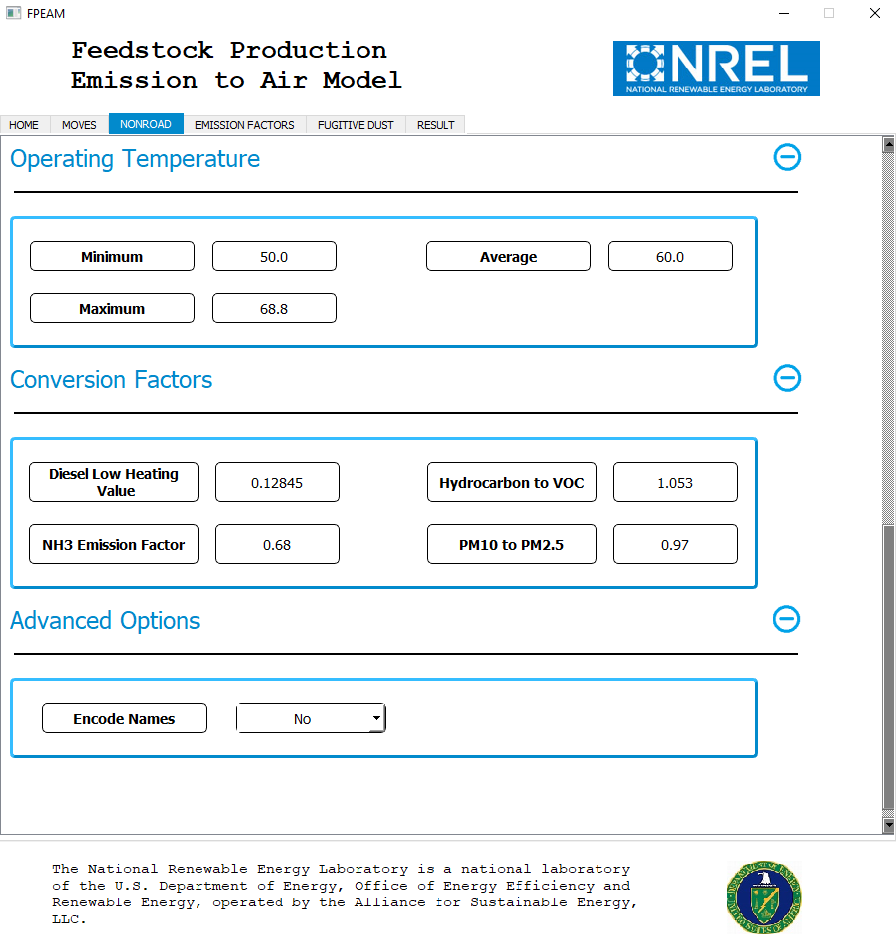 FPEAM
Feedstock Production
Emission to Air Model
NREL
NATIONAL RENEWABLE ENERGY LABORATORY
HOME MOVES NONROAD EMISSION FACTORS FUGITIVE DUST RESULT
Operating Temperature
Minimum 50.0 Average 60.0
Maximum 68.8
Conversion Factors
Diesel Low Heating
Value 0.12845 Hydrocarbon to VOC 1.053
NH3 Emission Factor 0.68 PM10 to PM2.5 0.97
Advanced Options
Encode Names No
The National Renewable Energy Laboratory is a national laboratory
of the U.S. Department of Energy, Office of Energy Efficiency and
Renewable Energy, operated by the Alliance for Sustainable Energy,
LLC.